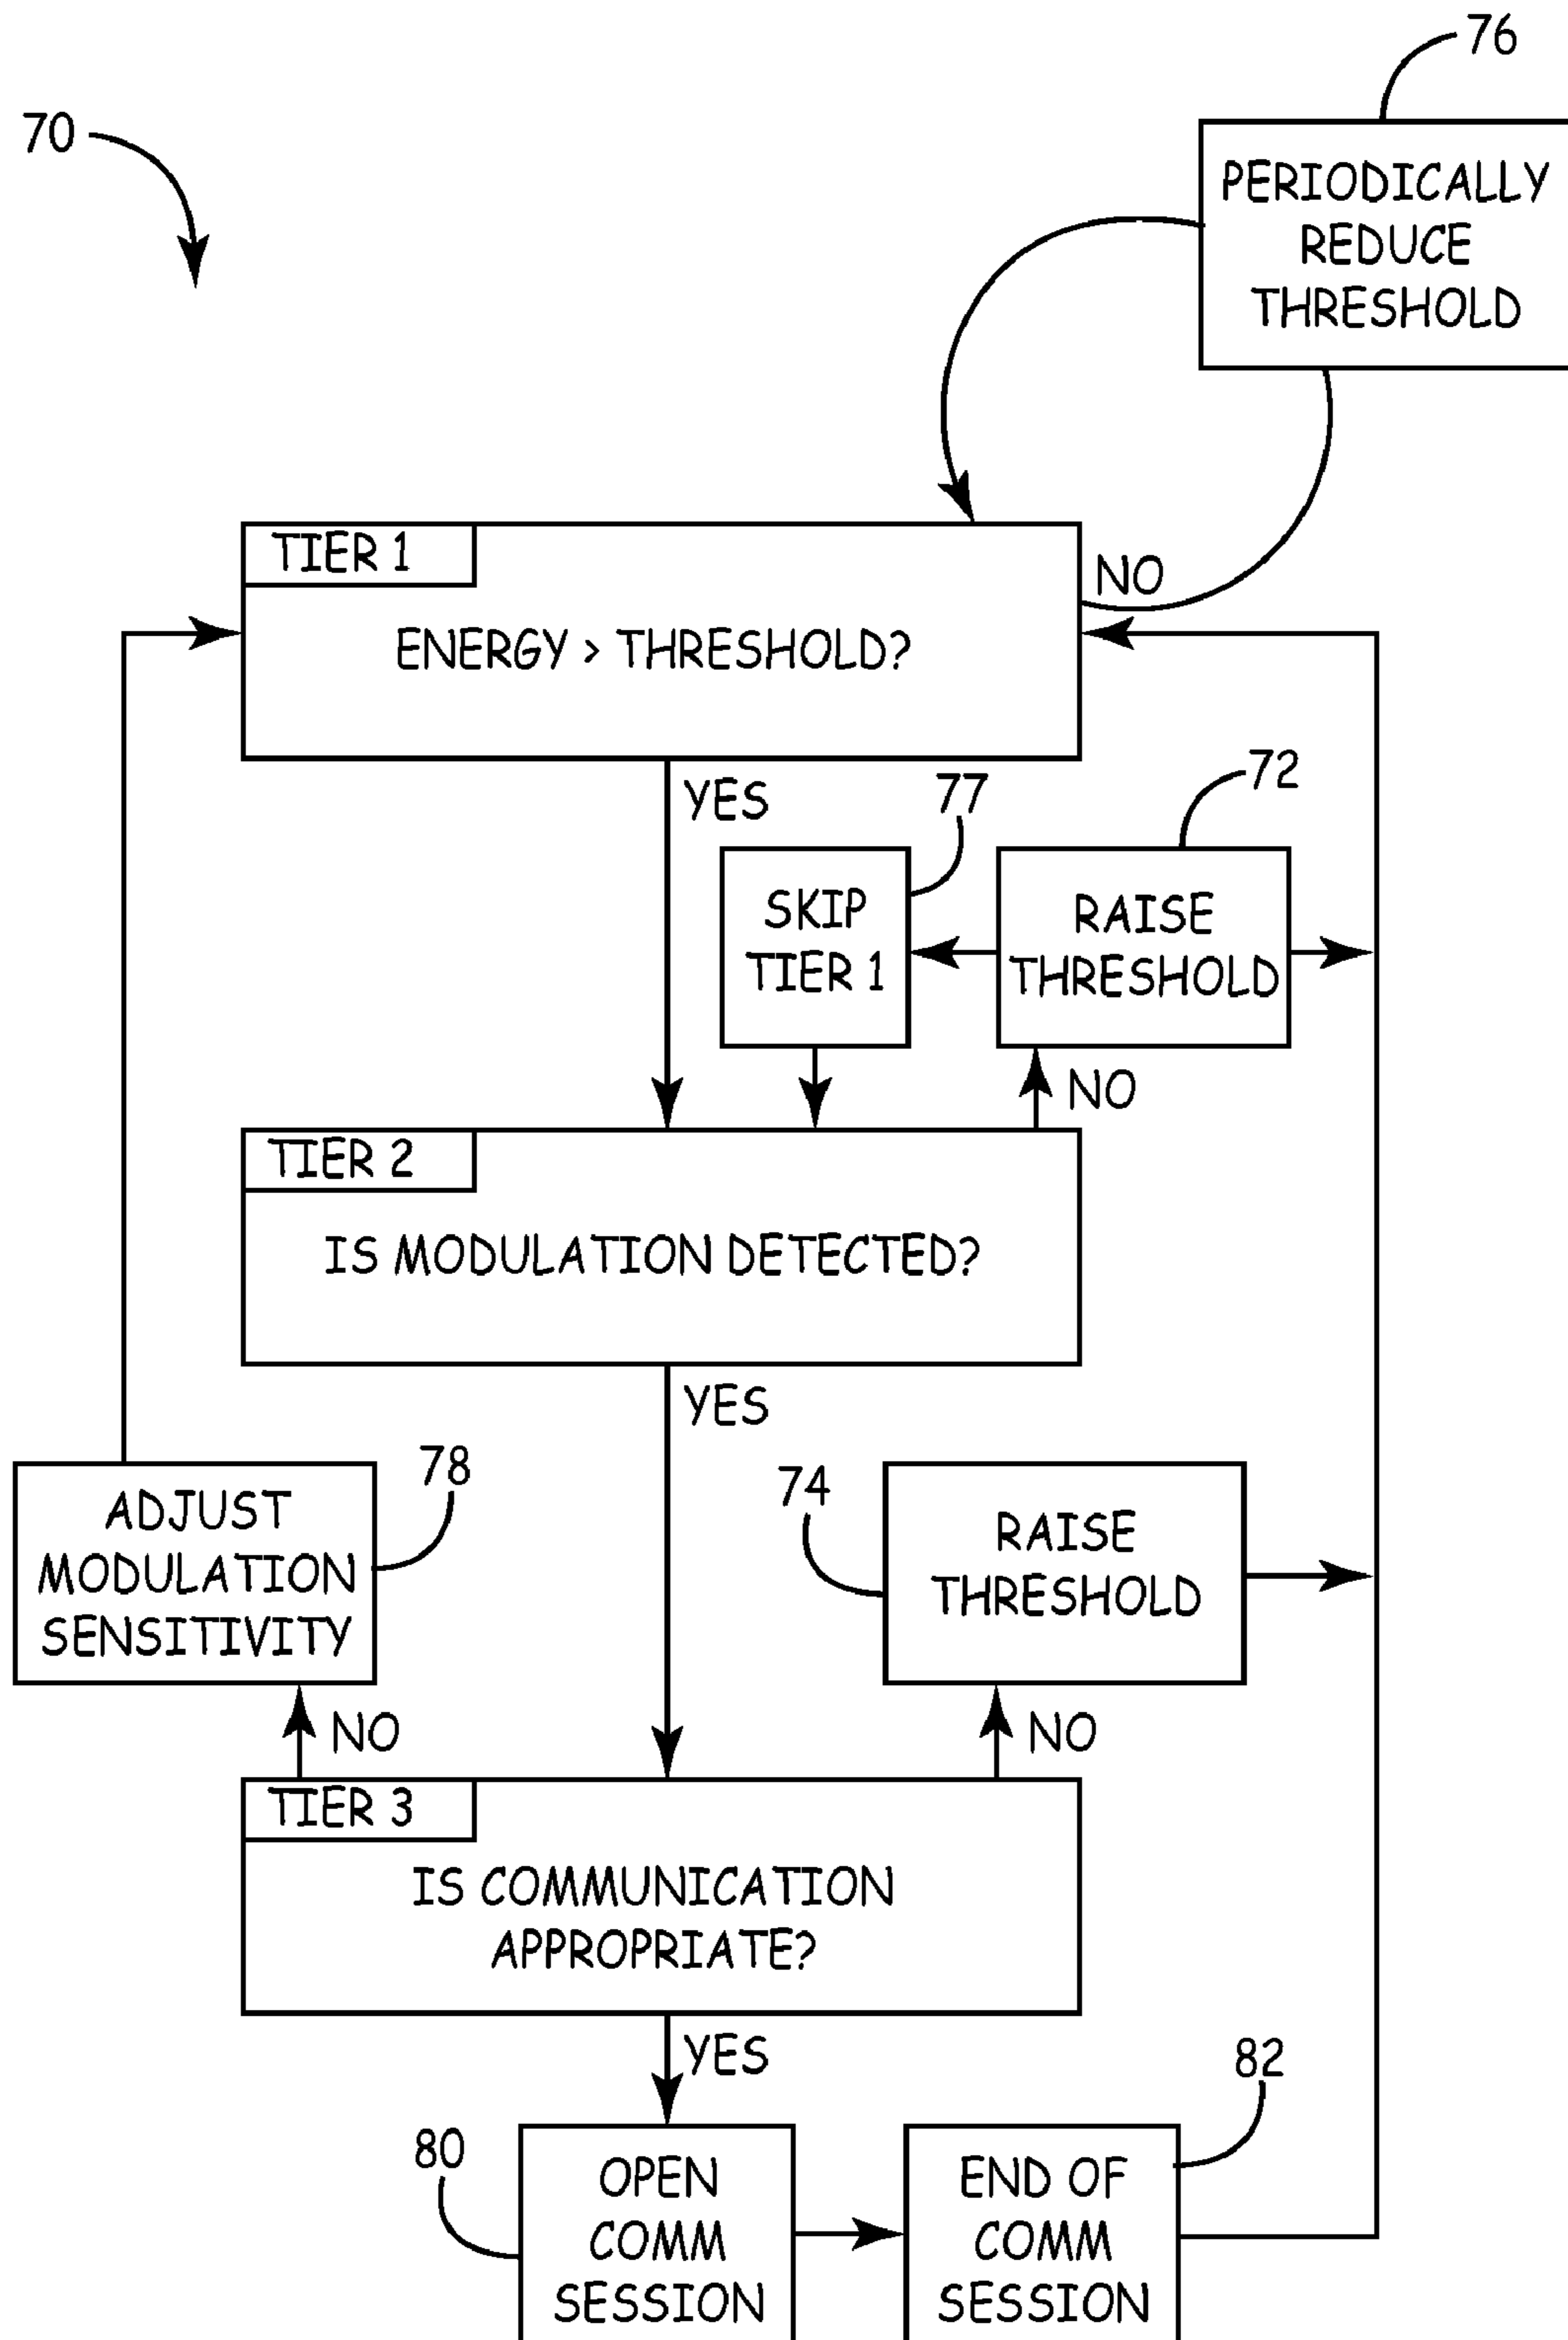 76
70
PERIODICALLY
REDUCE
THRESHOLD
TIER 1
NO
ENERGY > THRESHOLD?
YES
77
72
SKIP
TIER 1
RAISE
THRESHOLD
NO
TIER 2
IS MODULATION DETECTED?
YES
78
74
ADJUST
MODULATION
SENSITIVITY
RAISE
THRESHOLD
NO
NO
TIER 3
IS COMMUNICATION
APPROPRIATE?
YES
82
80
OPEN
COMM
SESSION
END OF
COMM
SESSION